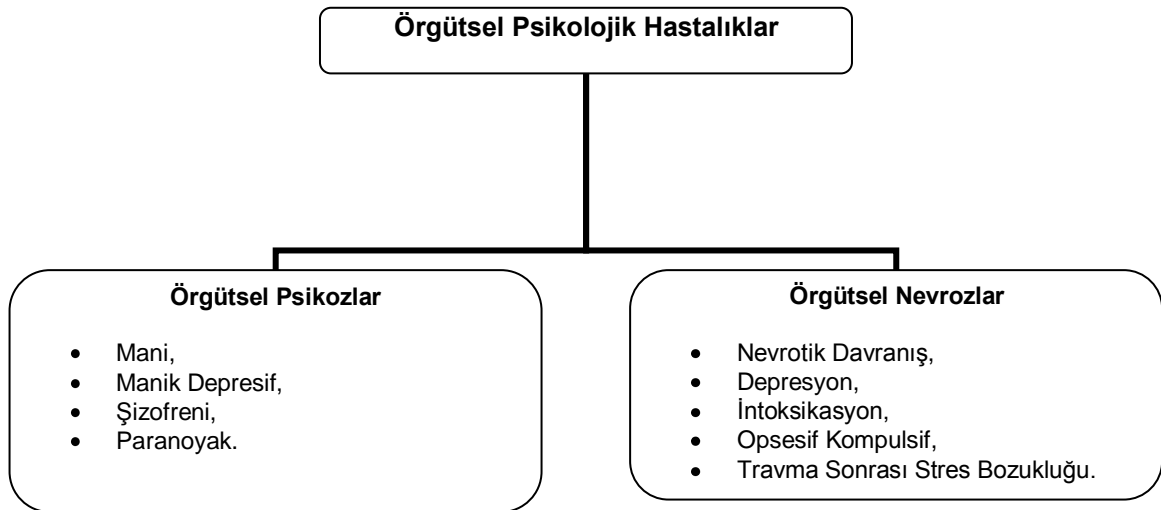 Örgütsel Psikolojik Hastalıklar
Örgütsel Psikozlar
• Mani,
• Manik Depresif,
• Şizofreni,
• Paranoyak.
Örgütsel Nevrozlar
• Nevrotik Davranış,
• Depresyon,
• İntoksikasyon,
• Opsesif Kompulsif,
• Travma Sonrası Stres Bozukluğu.